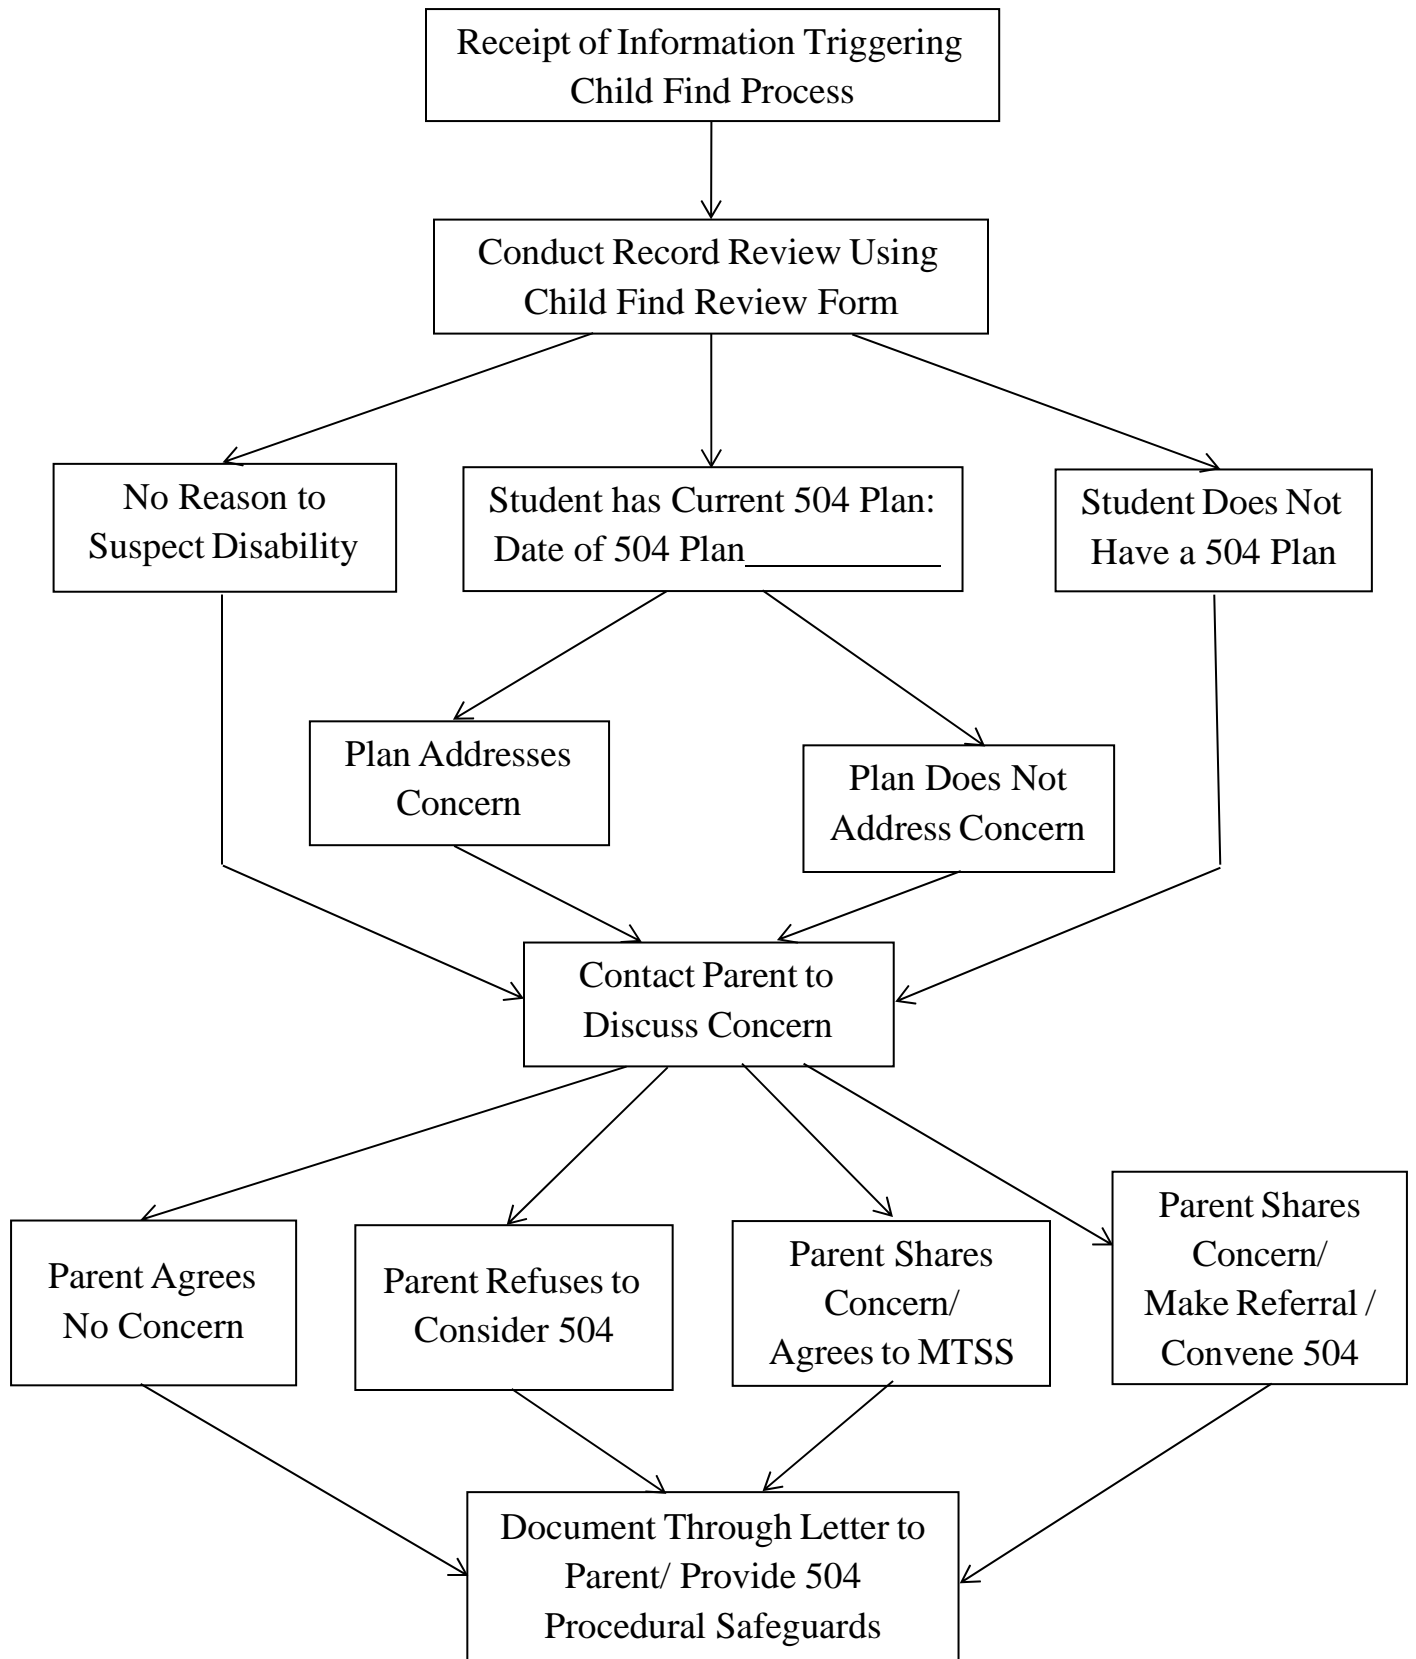 Receipt of Information Triggering
Child Find Process
Conduct Record Review Using
Child Find Review Form
No Reason to
Suspect Disability
Student has Current 504 Plan:
Date of 504 Plan__________
Student Does Not
Have a 504 Plan
Plan Addresses
Concern
Plan Does Not
Address Concern
Contact Parent to
Discuss Concern
Parent Agrees
No Concern
Parent Refuses to
Consider 504
Parent Shares
Concern/
Agrees to MTSS
Parent Shares
Concern/
Make Referral /
Convene 504
Document Through Letter to
Parent/ Provide 504
Procedural Safeguards